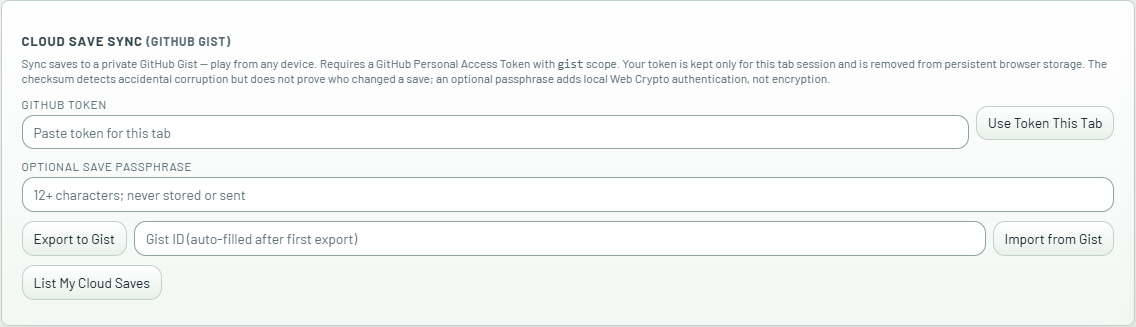 CLOUD SAVE SYNC (GITHUB GIST)
Sync saves to a private GitHub Gist — play from any device. Requires a GitHub Personal Access Token with gist scope. Your token is kept only for this tab session and is removed from persistent browser storage. The
checksum detects accidental corruption but does not prove who changed a save; an optional passphrase adds local Web Crypto authentication, not encryption.
GITHUB TOKEN
Paste token for this tab
Use Token This Tab
OPTIONAL SAVE PASSPHRASE
12+ characters; never stored or sent
Export to Gist
Gist ID (auto-filled after first export)
Import from Gist
List My Cloud Saves